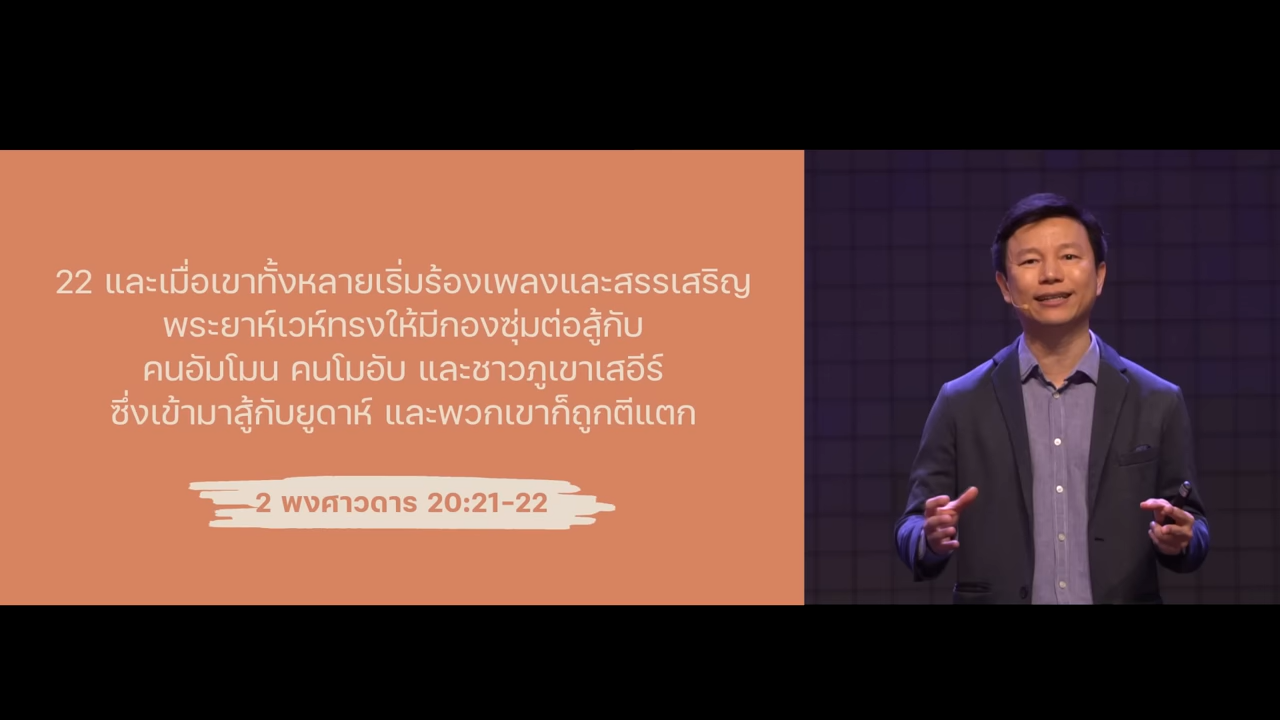 22 และเมื่อเขาทั้งหลายเริ่มร้องเพลงและสรรเสริญ
พระยาห์เวห์ทรงให้มีกองซุ่มต่อสู้กับ
คนอัมโมน คนโมอับ และชาวภูเขาเสอีร์
ซึ่งเข้ามาสู้กับยูดาห์ และพวกเขาก็ถูกตีแตก
2 พงศาวดาร 20:21-22